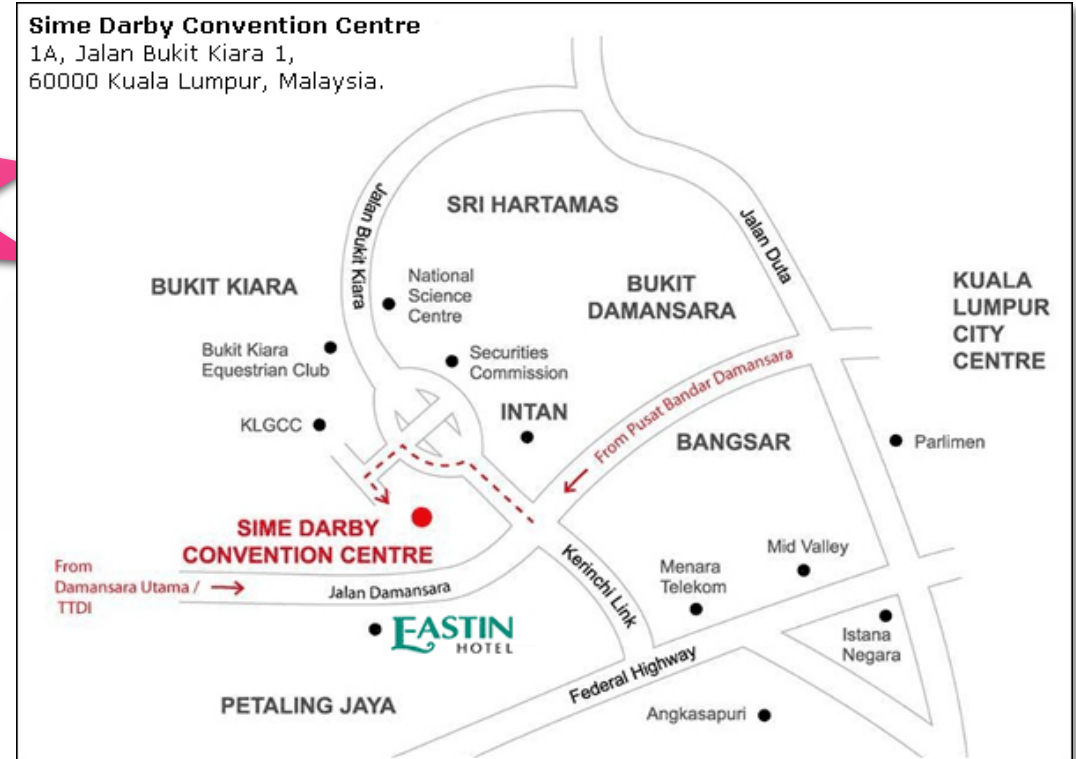 Sime Darby Convention Centre
1A, Jalan Bukit Kiara 1,
60000 Kuala Lumpur, Malaysia.
SRI HARTAMAS
Jalan Bukit Kiara
Jalan Duta
BUKIT KIARA
National
Science
Centre
BUKIT
DAMANSARA
KUALA
LUMPUR
CITY
CENTRE
Bukit Kiara
Equestrian Club
Securities
Commission
From Pusat Bandar Damansara
KLGCC
INTAN
BANGSAR
Parlimen
SIME DARBY
CONVENTION CENTRE
From
Damansara Utama /
TTDI
Jalan Damansara
Kerinchi Link
Menara
Telekom
Mid Valley
EASTIN
HOTEL
Istana
Negara
Federal Highway
PETALING JAYA
Angkasapuri